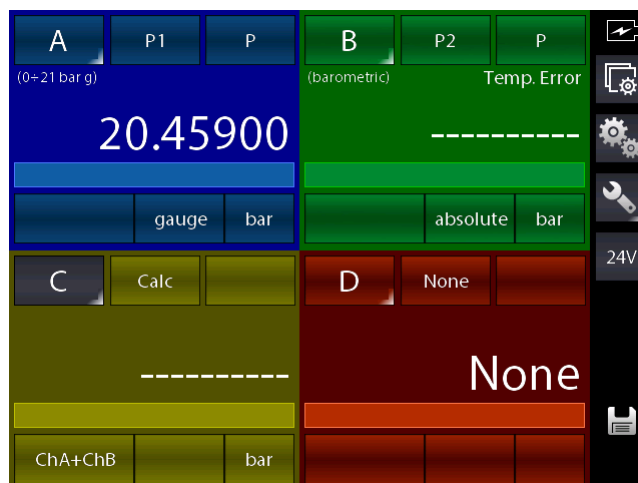 A P1 P
(0÷21 bar g)
20.45900
gauge bar
B P2 P
(barometric) Temp. Error
----------
absolute bar
C Calc
----------
ChA+ChB bar
D None
None
24V